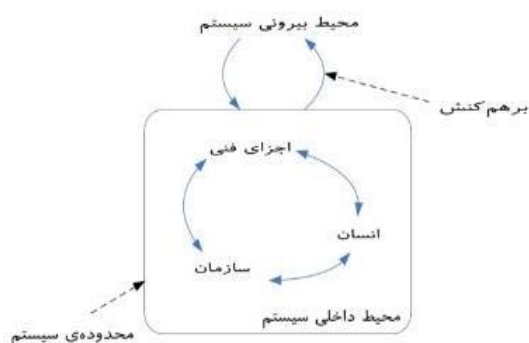 محیط بیرونی سیستم
برهم کنش
اجزای فنی
انسان
سازمان
محیط داخلی سیستم
محدوده‌ی سیستم